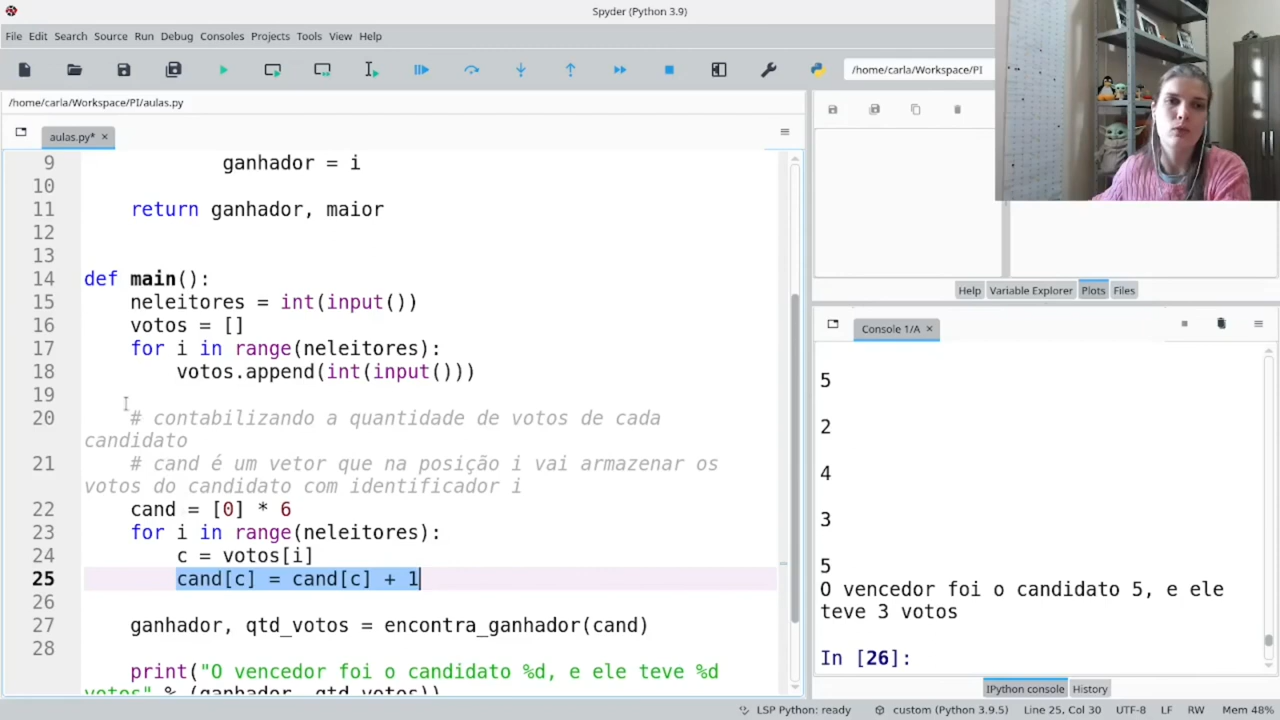 Spyder (Python 3.9)
File Edit Search Source Run Debug Consoles Projects Tools View Help
/home/carla/Workspace/PI
/home/carla/Workspace/PI/aulas.py
aulas.py*
9 ganhador = i
10
11 return ganhador, maior
12
13
14 def main():
15 neleitores = int(input())
16 votos = []
17 for i in range(neleitores):
18 votos.append(int(input()))
19
20 # contabilizando a quantidade de votos de cada
candidato
21 # cand é um vetor que na posição i vai armazenar os
votos do candidato com identificador i
22 cand = [0] * 6
23 for i in range(neleitores):
24 c = votos[i]
25 cand[c] = cand[c] + 1
26
27 ganhador, qtd_votos = encontra_ganhador(cand)
28
print("O vencedor foi o candidato %d, e ele teve %d
votos" % (ganhador, qtd_votos))
Help Variable Explorer Plots Files
Console 1/A
5
2
4
3
5
O vencedor foi o candidato 5, e ele
teve 3 votos
In [26]:
IPython console History
LSP Python: ready custom (Python 3.9.5) Line 25, Col 30 UTF-8 LF RW Mem 48%